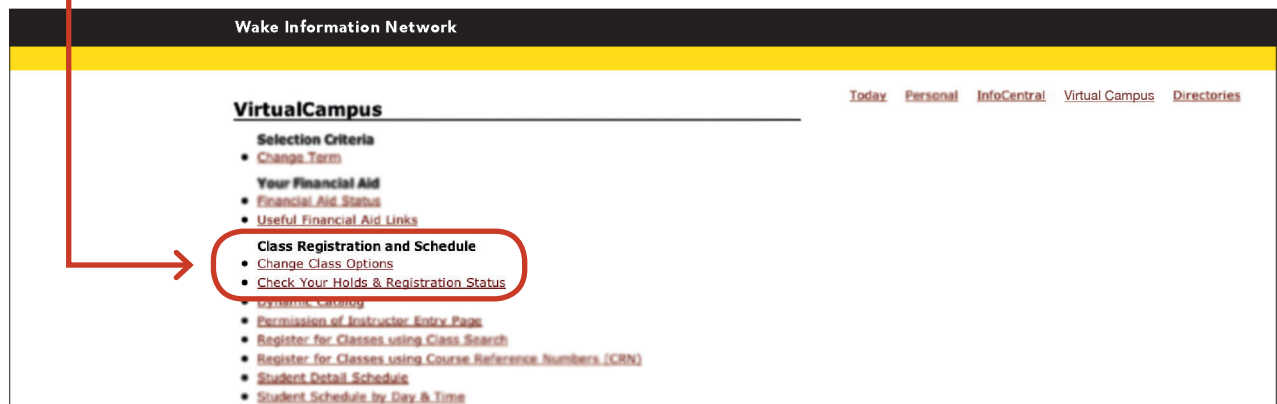 Wake Information Network
Today Personal InfoCentral Virtual Campus Directories
VirtualCampus
Selection Criteria
Change Term
Your Financial Aid
Financial Aid Status
Useful Financial Aid Links
Class Registration and Schedule
Change Class Options
Check Your Holds & Registration Status
Dynamic Catalog
Permission of Instructor Entry Page
Register for Classes using Class Search
Register for Classes using Course Reference Numbers (CRN)
Student Detail Schedule
Student Schedule by Day & Time